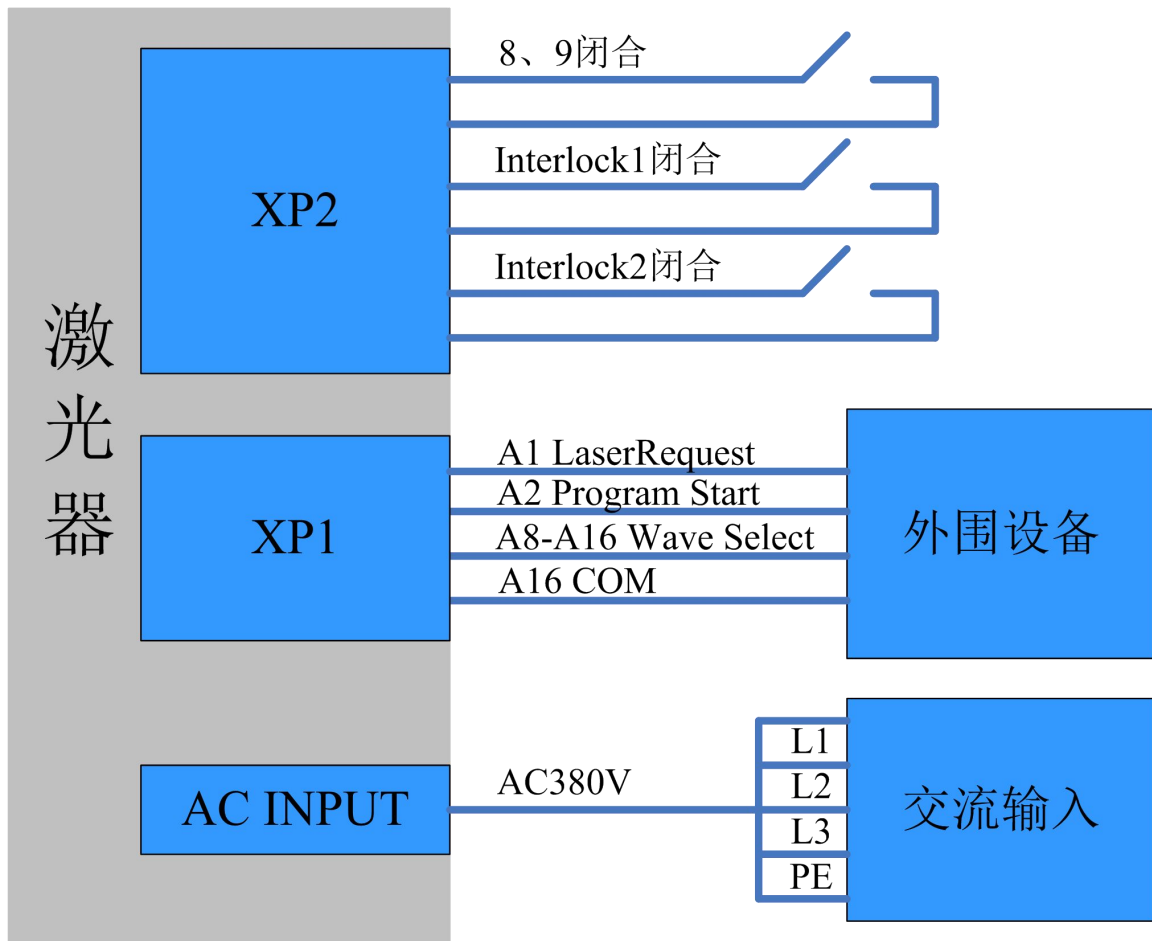 8、9闭合
XP2
Interlock1闭合
Interlock2闭合
激光器
A1 LaserRequest
A2 Program Start
XP1
A8-A16 Wave Select
A16 COM
外围设备
L1
AC380V
L2
AC INPUT
L3
PE
交流输入